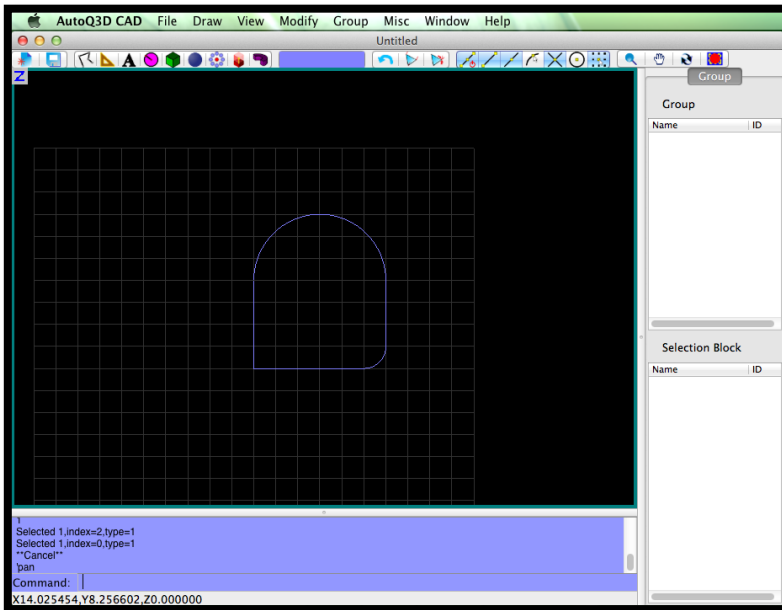 AutoQ3D CAD File Draw View Modify Group Misc Window Help
Untitled
A
Z
Group
Group
Name ID
Selection Block
Name ID
1
Selected 1,index=2,type=1
Selected 1,index=0,type=1
**Cancel**
'pan
Command:
X14.025454,Y8.256602,Z0.000000